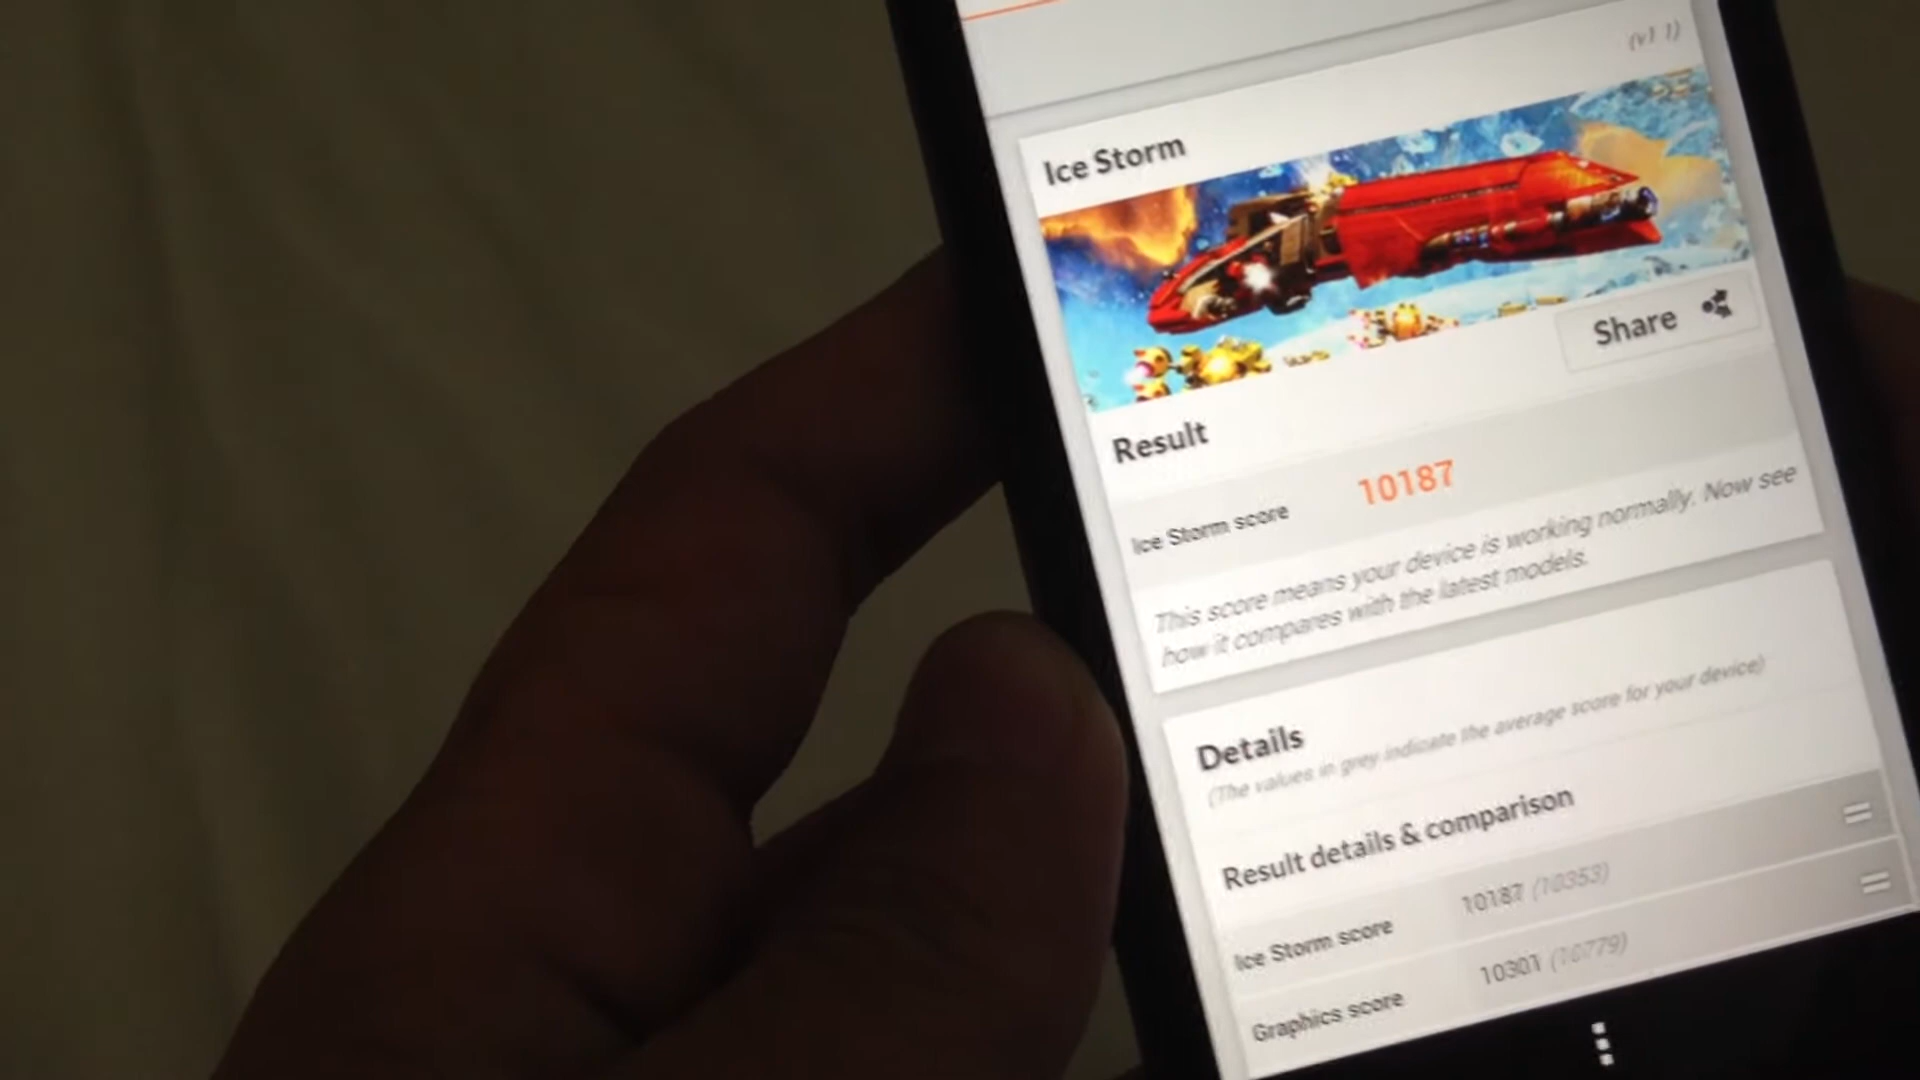 (v1.1)
Ice Storm
Share
Result
Ice Storm score 10187
This score means your device is working normally. Now see
how it compares with the latest models.
Details
(The values in grey indicate the average score for your device)
Result details & comparison
Ice Storm score 10187 (10353)
Graphics score 10301 (10779)